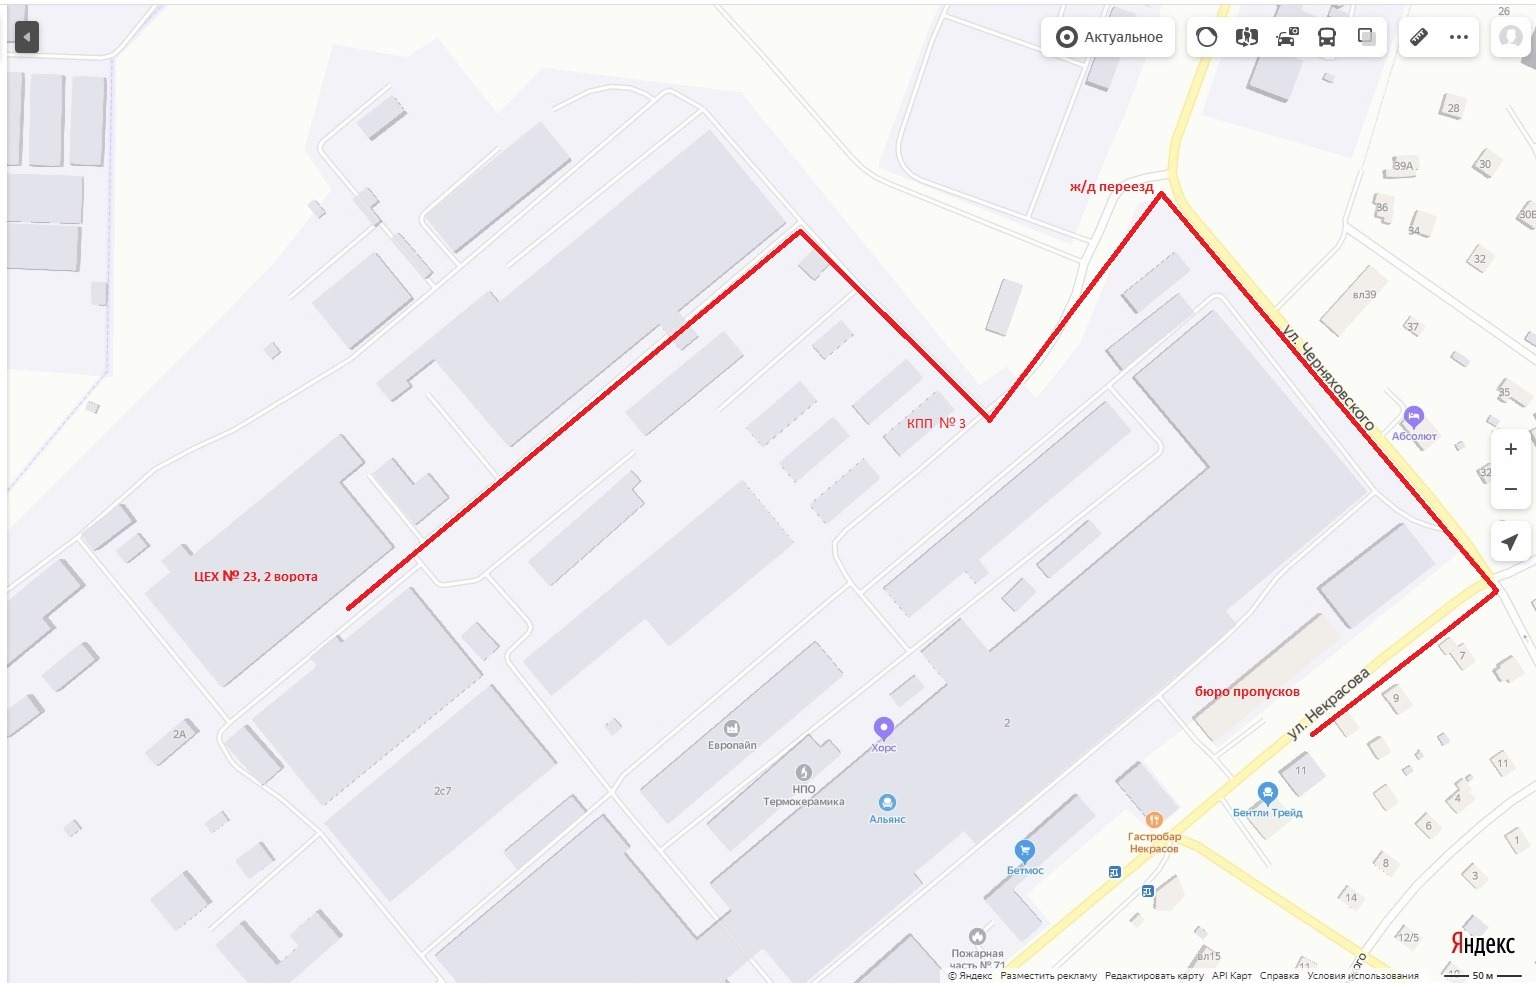 26
Актуальное
28
39А
30
ж/д переезд
36
30Б
34
32
вл39
37
ул. Черняховского
35
КПП № 3
Абсолют
32
ЦЕХ № 23, 2 ворота
7
бюро пропусков
9
ул. Некрасова
2
2А
Европайп
Хорс
11
11
2с7
НПО
Термокерамика
Альянс
Бентли Трейд
4
6
1
Гастробар
Некрасов
Бетмос
8
3
14
12/5
Яндекс
Пожарная
часть № 71
вл15
11
10
ого
© Яндекс Разместить рекламу Редактировать карту API Карт Справка Условия использования
50 м